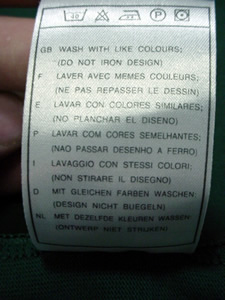 40
GB WASH WITH LIKE COLOURS;
(DO NOT IRON DESIGN)
F LAVER AVEC MEMES COULEURS;
(NE PAS REPASSER LE DESSIN)
E. LAVAR CON COLORES SIMILARES;
(NO PLANCHAR EL DISENO)
P LAVAR COM CORES SEMELHANTES;
(NAO PASSAR DESENHO A FERRO)
I LAVAGGIO CON STESSI COLORI;
(NON STIRARE IL DISEGNO)
D MIT GLEICHEN FARBEN WASCHEN
(DESIGN NICHT BUEGELN)
NL MET DEZELFDE KLEUREN WASSEN;
(ONTWERP NIET STRIJKEN)